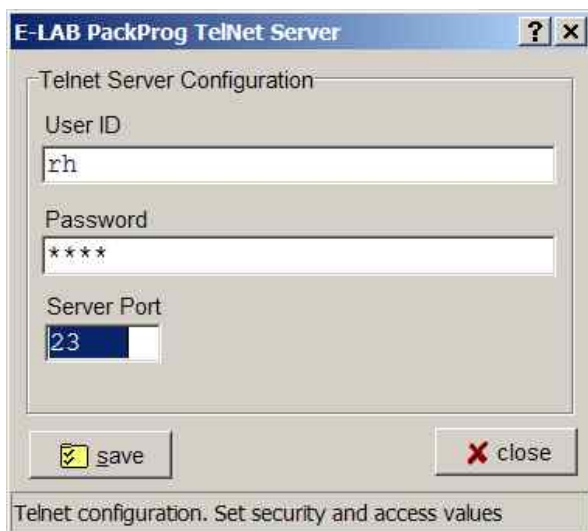 E-LAB PackProg TelNet Server
Telnet Server Configuration
User ID
rh
Password
****
Server Port
23
save
close
Telnet configuration. Set security and access values